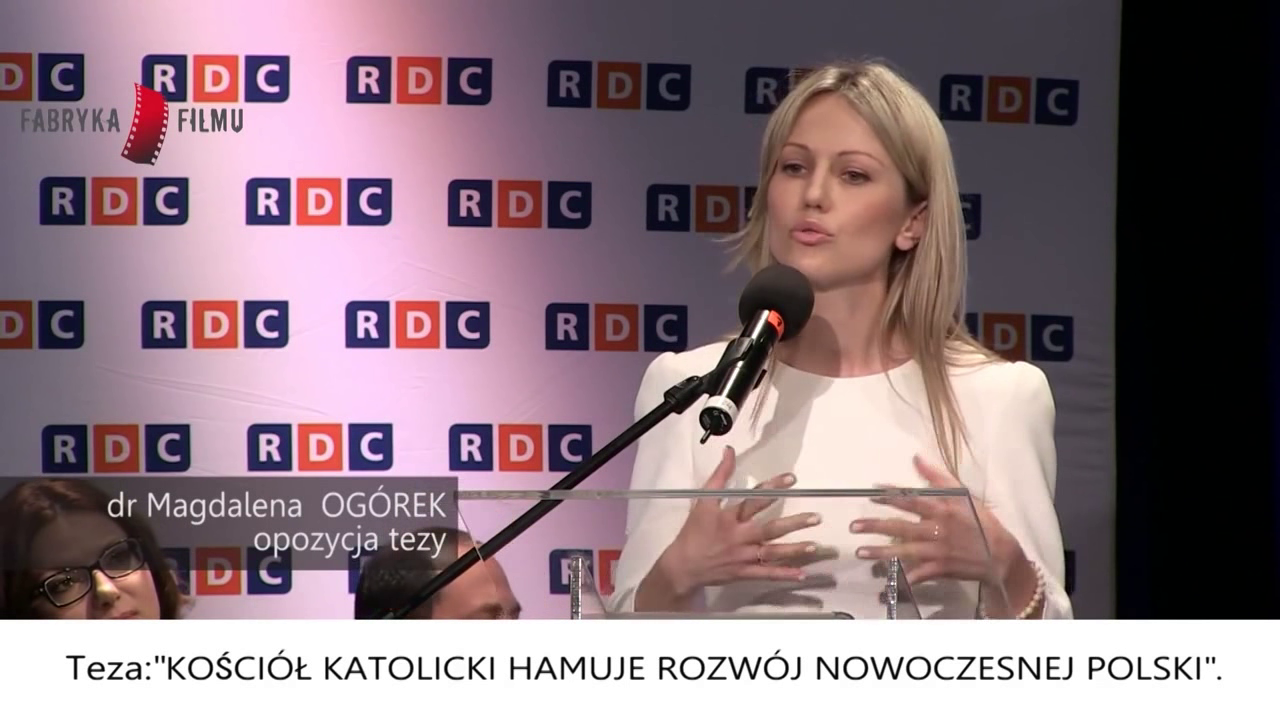 RDC RDC RDC RDC RDC RDC
FABRYKA FILMU
RDC RDC RDC RDC
RDC RDC RDC RDC DC
RDC RDC RDC
dr Magdalena OGÓREK
opozycja tezy
Teza:"KOŚCIÓŁ KATOLICKI HAMUJE ROZWÓJ NOWOCZESNEJ POLSKI".